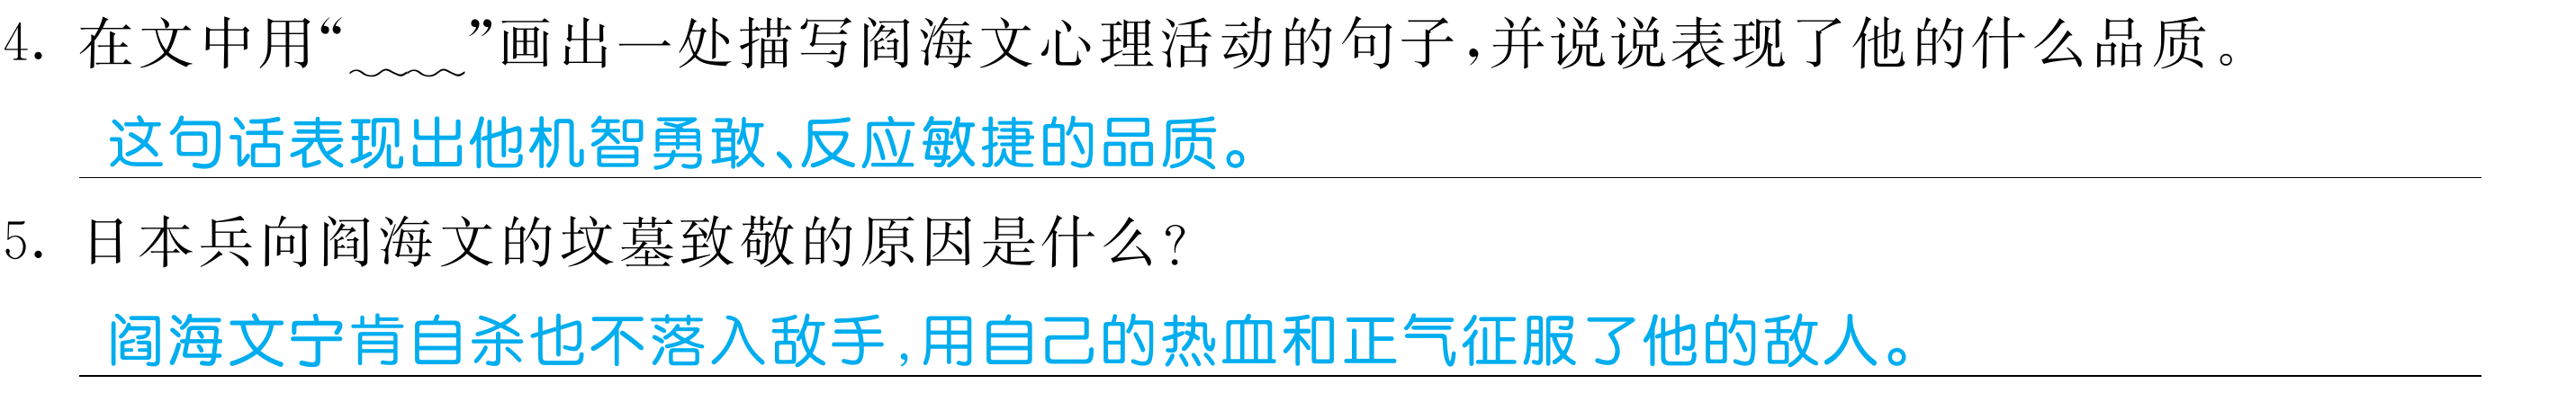 4. 在文中用“﹏﹏”画出一处描写阎海文心理活动的句子,并说说表现了他的什么品质。
这句话表现出他机智勇敢、反应敏捷的品质。
5. 日本兵向阎海文的坟墓致敬的原因是什么?
阎海文宁肯自杀也不落入敌手,用自己的热血和正气征服了他的敌人。